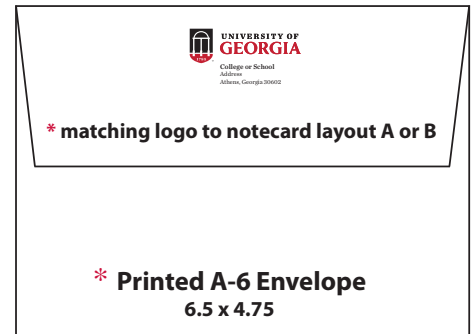 UNIVERSITY OF
GEORGIA
1785
College or School
Address
Athens, Georgia 30602
* matching logo to notecard layout A or B
* Printed A-6 Envelope
6.5 x 4.75